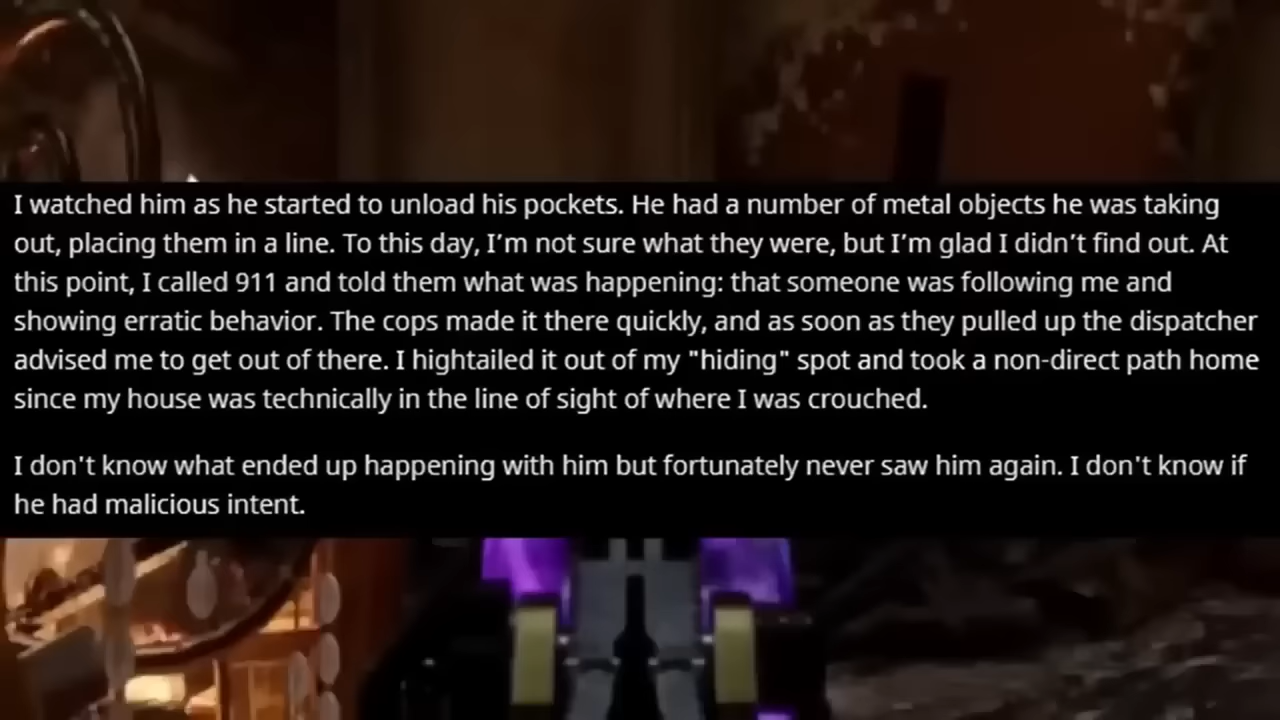 I watched him as he started to unload his pockets. He had a number of metal objects he was taking
out, placing them in a line. To this day, I’m not sure what they were, but I’m glad I didn’t find out. At
this point, I called 911 and told them what was happening: that someone was following me and
showing erratic behavior. The cops made it there quickly, and as soon as they pulled up the dispatcher
advised me to get out of there. I hightailed it out of my "hiding" spot and took a non-direct path home
since my house was technically in the line of sight of where I was crouched.
I don't know what ended up happening with him but fortunately never saw him again. I don't know if
he had malicious intent.